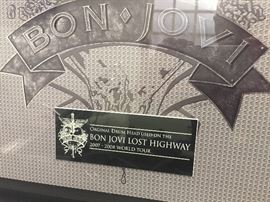 BON JOVI
ORIGINAL DRUM HEAD USED ON THE
BON JOVI LOST HIGHWAY
2007 - 2008 WORLD TOUR